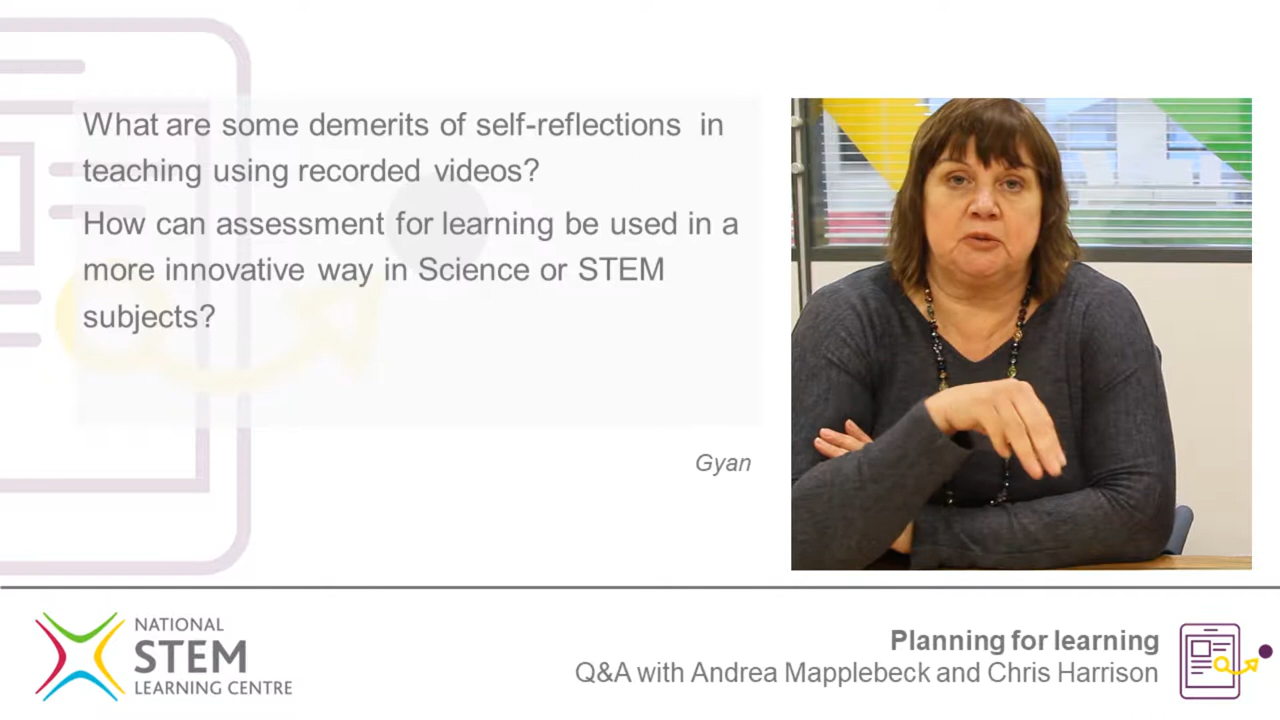 What are some demerits of self-reflections in
teaching using recorded videos?
How can assessment for learning be used in a
more innovative way in Science or STEM
subjects?
Gyan
NATIONAL
STEM
LEARNING CENTRE
Planning for learning
Q&A with Andrea Mapplebeck and Chris Harrison